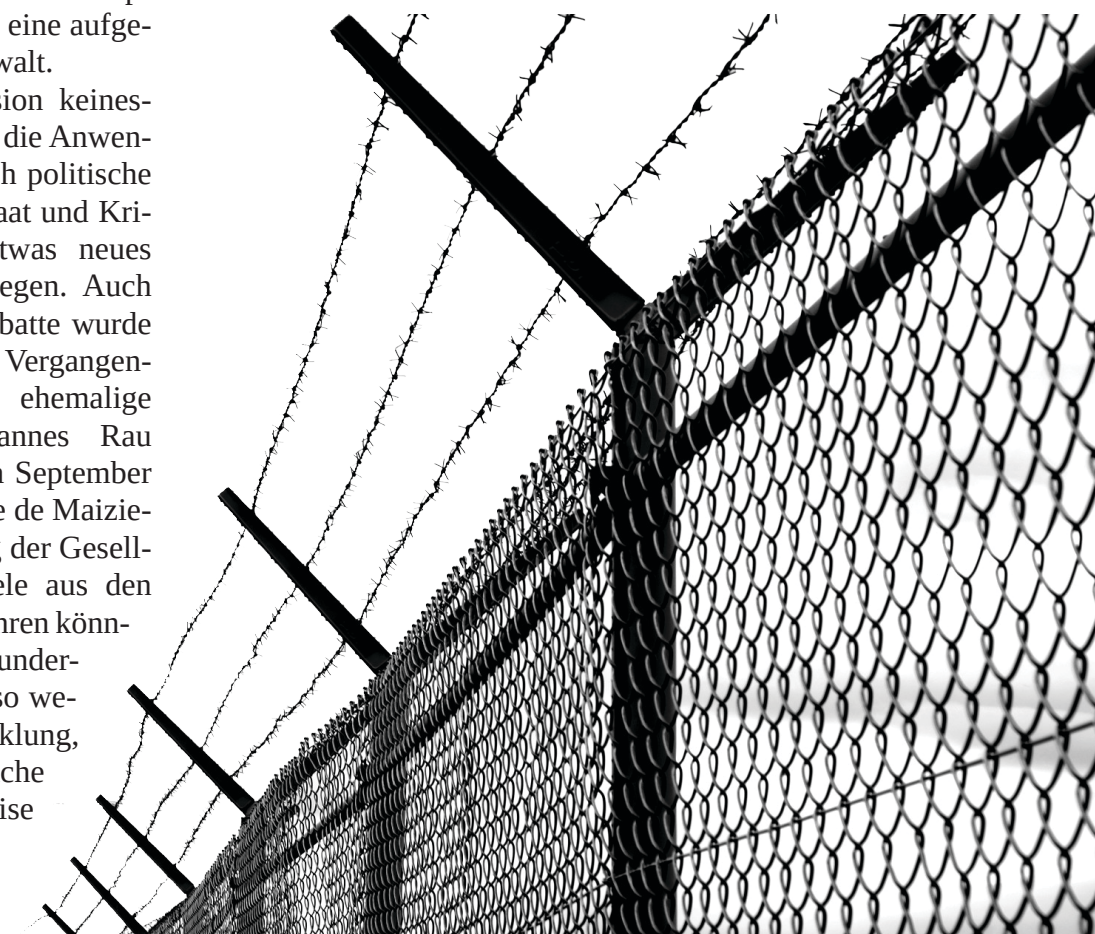 eine aufge-
walt.
sion keines-
die Anwen-
h politische
aat und Kri-
twas neues
egen. Auch
batte wurde
Vergangen-
ehemalige
annes Rau
September
e de Maizie-
der Gesell-
ele aus den
hren könn-
under-
so we-
klung,
che
ise